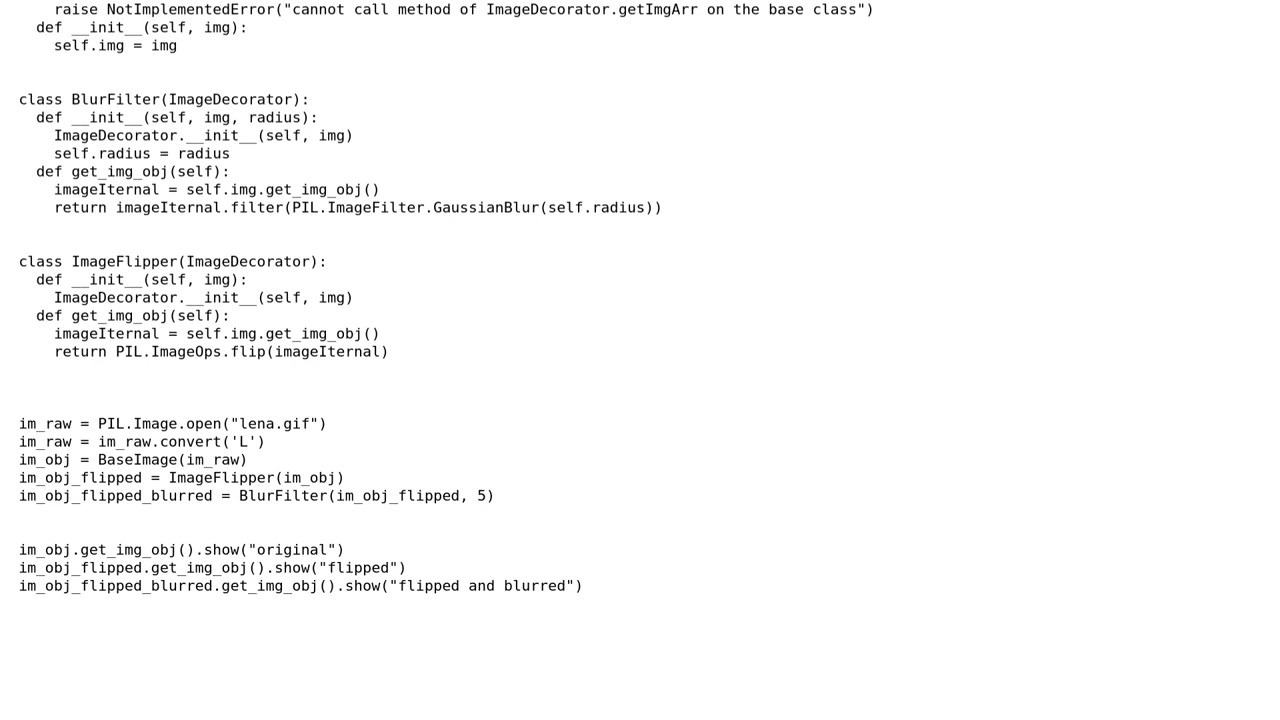 raise NotImplementedError("cannot call method of ImageDecorator.getImgArr on the base class")
def __init__(self, img):
self.img = img
class BlurFilter(ImageDecorator):
def __init__(self, img, radius):
ImageDecorator.__init__(self, img)
self.radius = radius
def get_img_obj(self):
imageIternal = self.img.get_img_obj()
return imageIternal.filter(PIL.ImageFilter.GaussianBlur(self.radius))
class ImageFlipper(ImageDecorator):
def __init__(self, img):
ImageDecorator.__init__(self, img)
def get_img_obj(self):
imageIternal = self.img.get_img_obj()
return PIL.ImageOps.flip(imageIternal)
im_raw = PIL.Image.open("lena.gif")
im_raw = im_raw.convert('L')
im_obj = BaseImage(im_raw)
im_obj_flipped = ImageFlipper(im_obj)
im_obj_flipped_blurred = BlurFilter(im_obj_flipped, 5)
im_obj.get_img_obj().show("original")
im_obj_flipped.get_img_obj().show("flipped")
im_obj_flipped_blurred.get_img_obj().show("flipped and blurred")